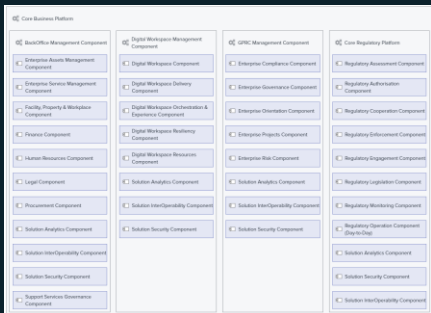 Core Business Platform
BackOffice Management Component
Enterprise Assets Management
Component
Enterprise Service Management
Component
Facility, Property & Workplace
Component
Finance Component
Human Resources Component
Legal Component
Procurement Component
Solution Analytics Component
Solution InterOperability Component
Solution Security Component
Support Services Governance
Component
Digital Workspace Management
Component
Digital Workspace Component
Digital Workspace Delivery
Component
Digital Workspace Orchestration &
Experience Component
Digital Workspace Resiliency
Component
Digital Workspace Resources
Component
Solution Analytics Component
Solution InterOperability Component
Solution Security Component
GPRC Management Component
Enterprise Compliance Component
Enterprise Governance Component
Enterprise Orientation Component
Enterprise Projects Component
Enterprise Risk Component
Solution Analytics Component
Solution InterOperability Component
Solution Security Component
Core Regulatory Platform
Regulatory Assessment Component
Regulatory Authorisation
Component
Regulatory Cooperation Component
Regulatory Enforcement Component
Regulatory Engagement Component
Regulatory Legislation Component
Regulatory Monitoring Component
Regulatory Operation Component
(Day-to-Day)
Solution Analytics Component
Solution Security Component
Solution InterOperability Component